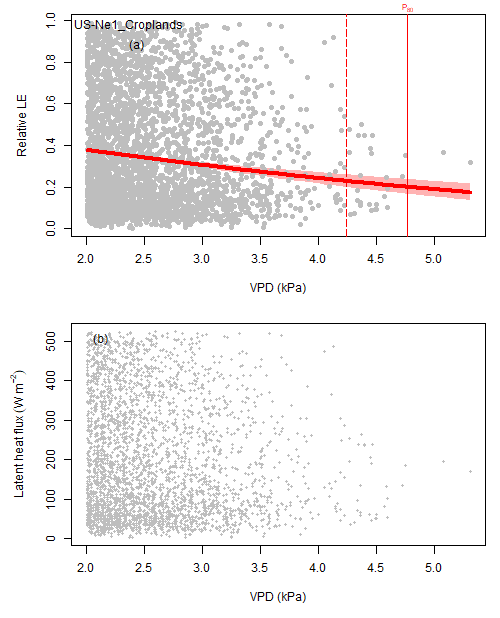 P80
US-Ne1_Croplands
(a)
Relative LE
0.0 0.2 0.4 0.6 0.8 1.0
2.0 2.5 3.0 3.5 4.0 4.5 5.0
VPD (kPa)
(b)
Latent heat flux (W m⁻²)
0 100 200 300 400 500
2.0 2.5 3.0 3.5 4.0 4.5 5.0
VPD (kPa)